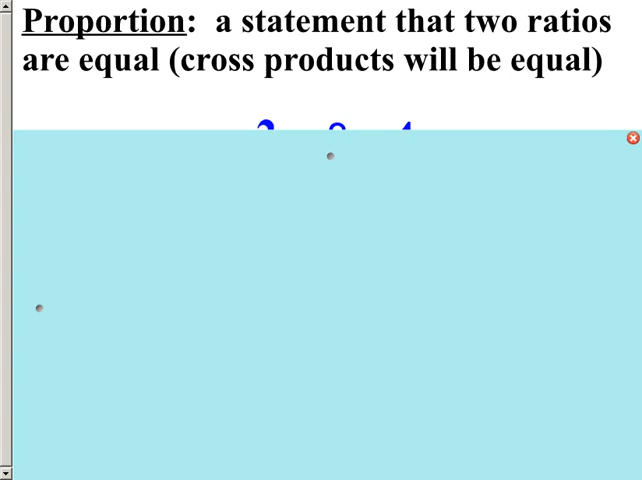 Proportion:  a statement that two ratios
are equal (cross products will be equal)